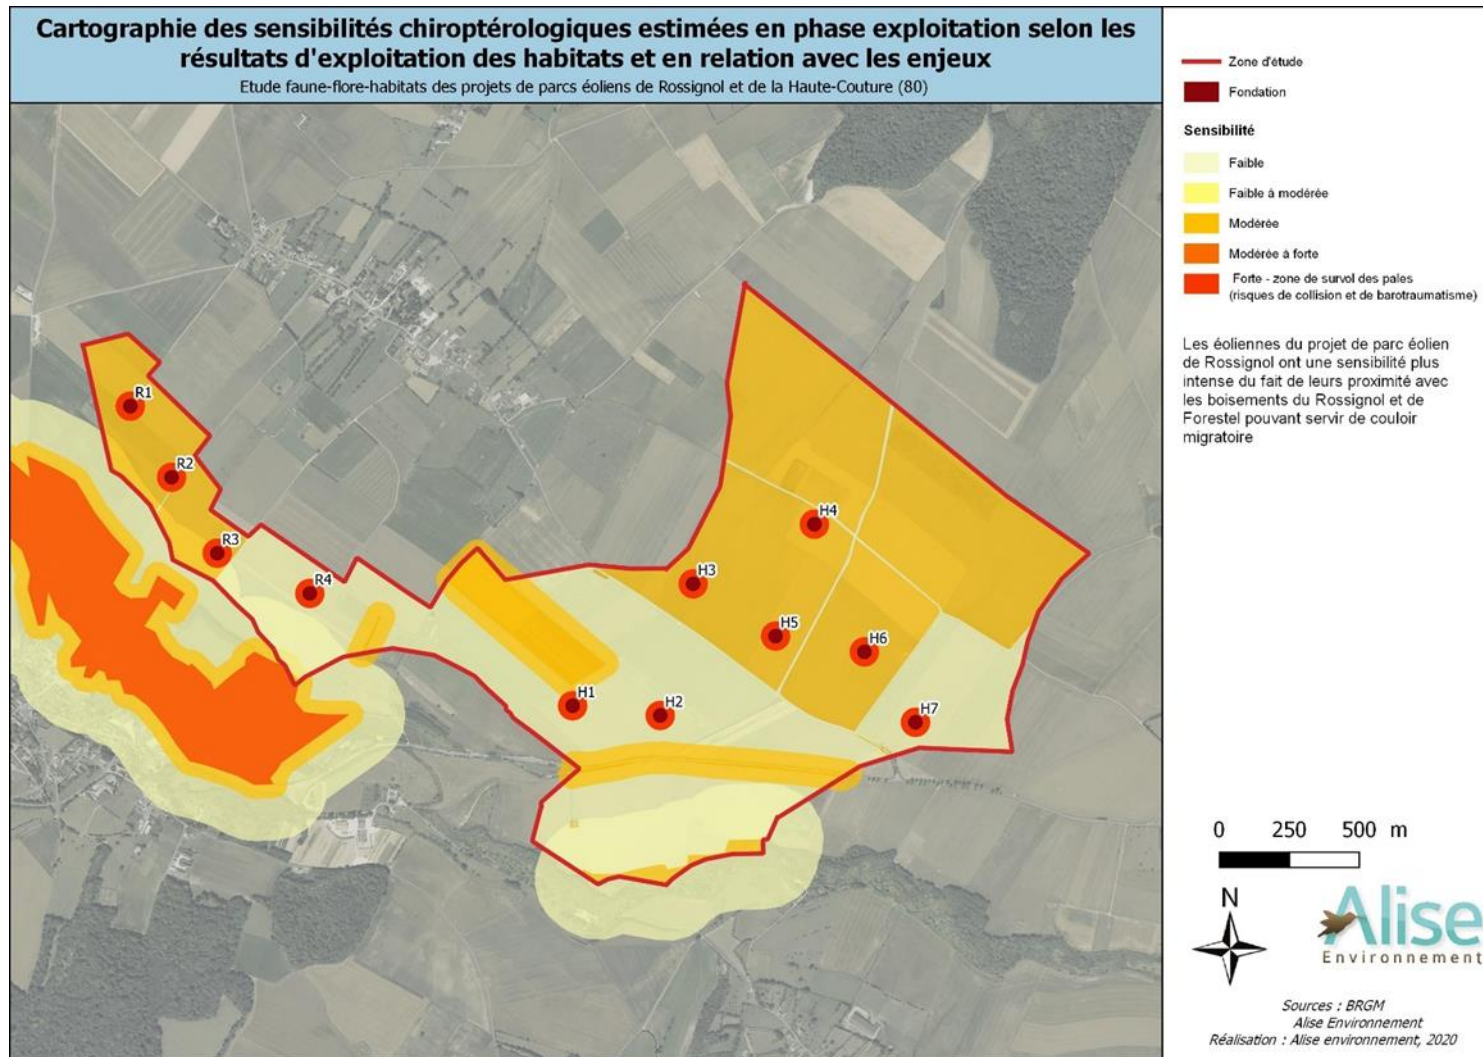 Cartographie des sensibilités chiroptérologiques estimées en phase exploitation selon les
résultats d'exploitation des habitats et en relation avec les enjeux
Etude faune-flore-habitats des projets de parcs éoliens de Rossignol et de la Haute-Couture (80)
Zone d'étude
Fondation
Sensibilité
Faible
Faible à modérée
Modérée
Modérée à forte
Forte - zone de survol des pales
(risques de collision et de barotraumatisme)
Les éoliennes du projet de parc éolien
de Rossignol ont une sensibilité plus
intense du fait de leurs proximité avec
les boisements du Rossignol et de
Forestel pouvant servir de couloir
migratoire
R1
R2
R3
R4
H1
H2
H3
H4
H5
H6
H7
0 250 500 m
N
Alise
Environnement
Sources : BRGM
Alise Environnement
Réalisation : Alise environnement, 2020